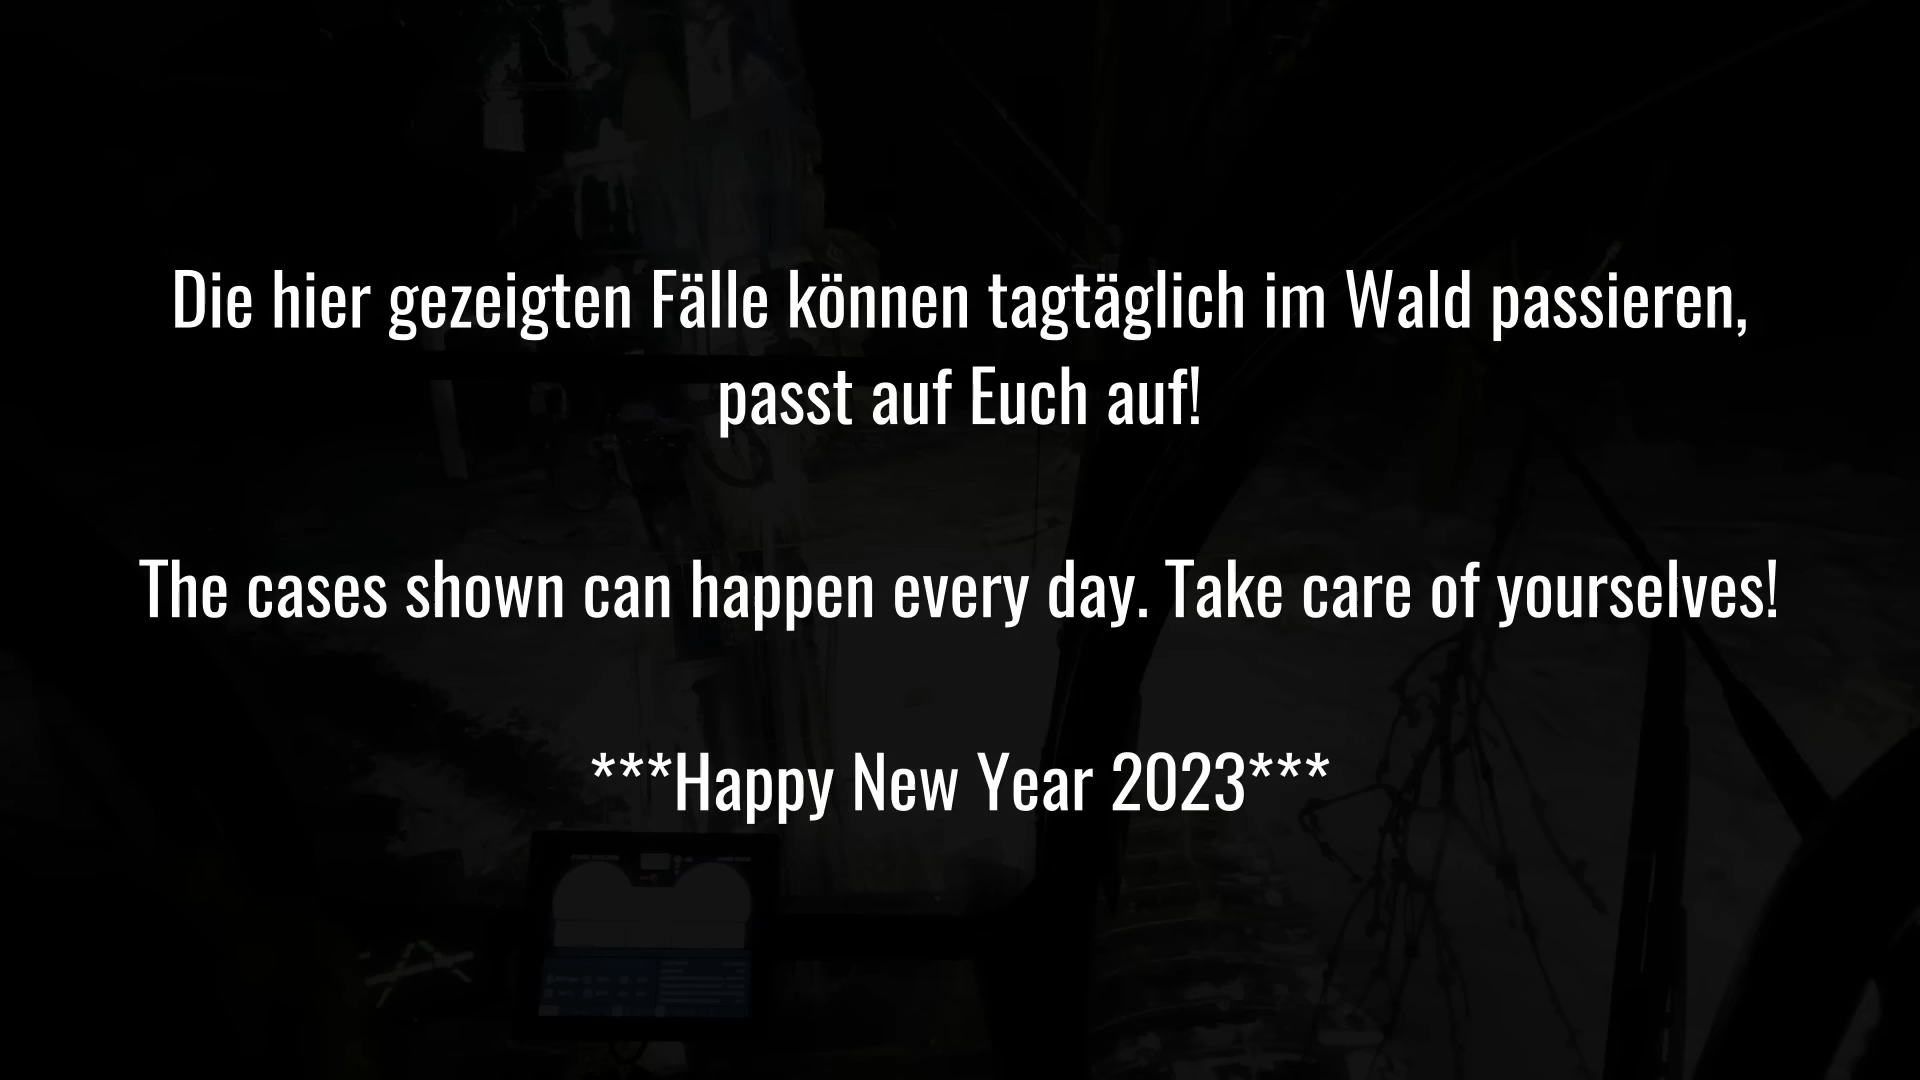 Die hier gezeigten Fälle können tagtäglich im Wald passieren,
passt auf Euch auf!
The cases shown can happen every day. Take care of yourselves!
***Happy New Year 2023***